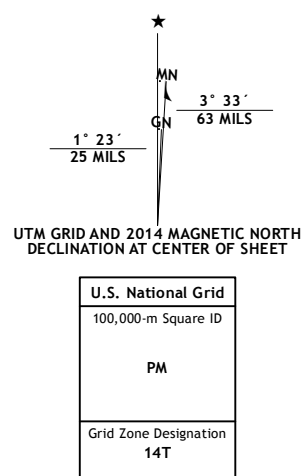 ★
MN
3° 33´
63 MILS
GN
1° 23´
25 MILS
UTM GRID AND 2014 MAGNETIC NORTH
DECLINATION AT CENTER OF SHEET
U.S. National Grid
100,000-m Square ID
PM
Grid Zone Designation
14T